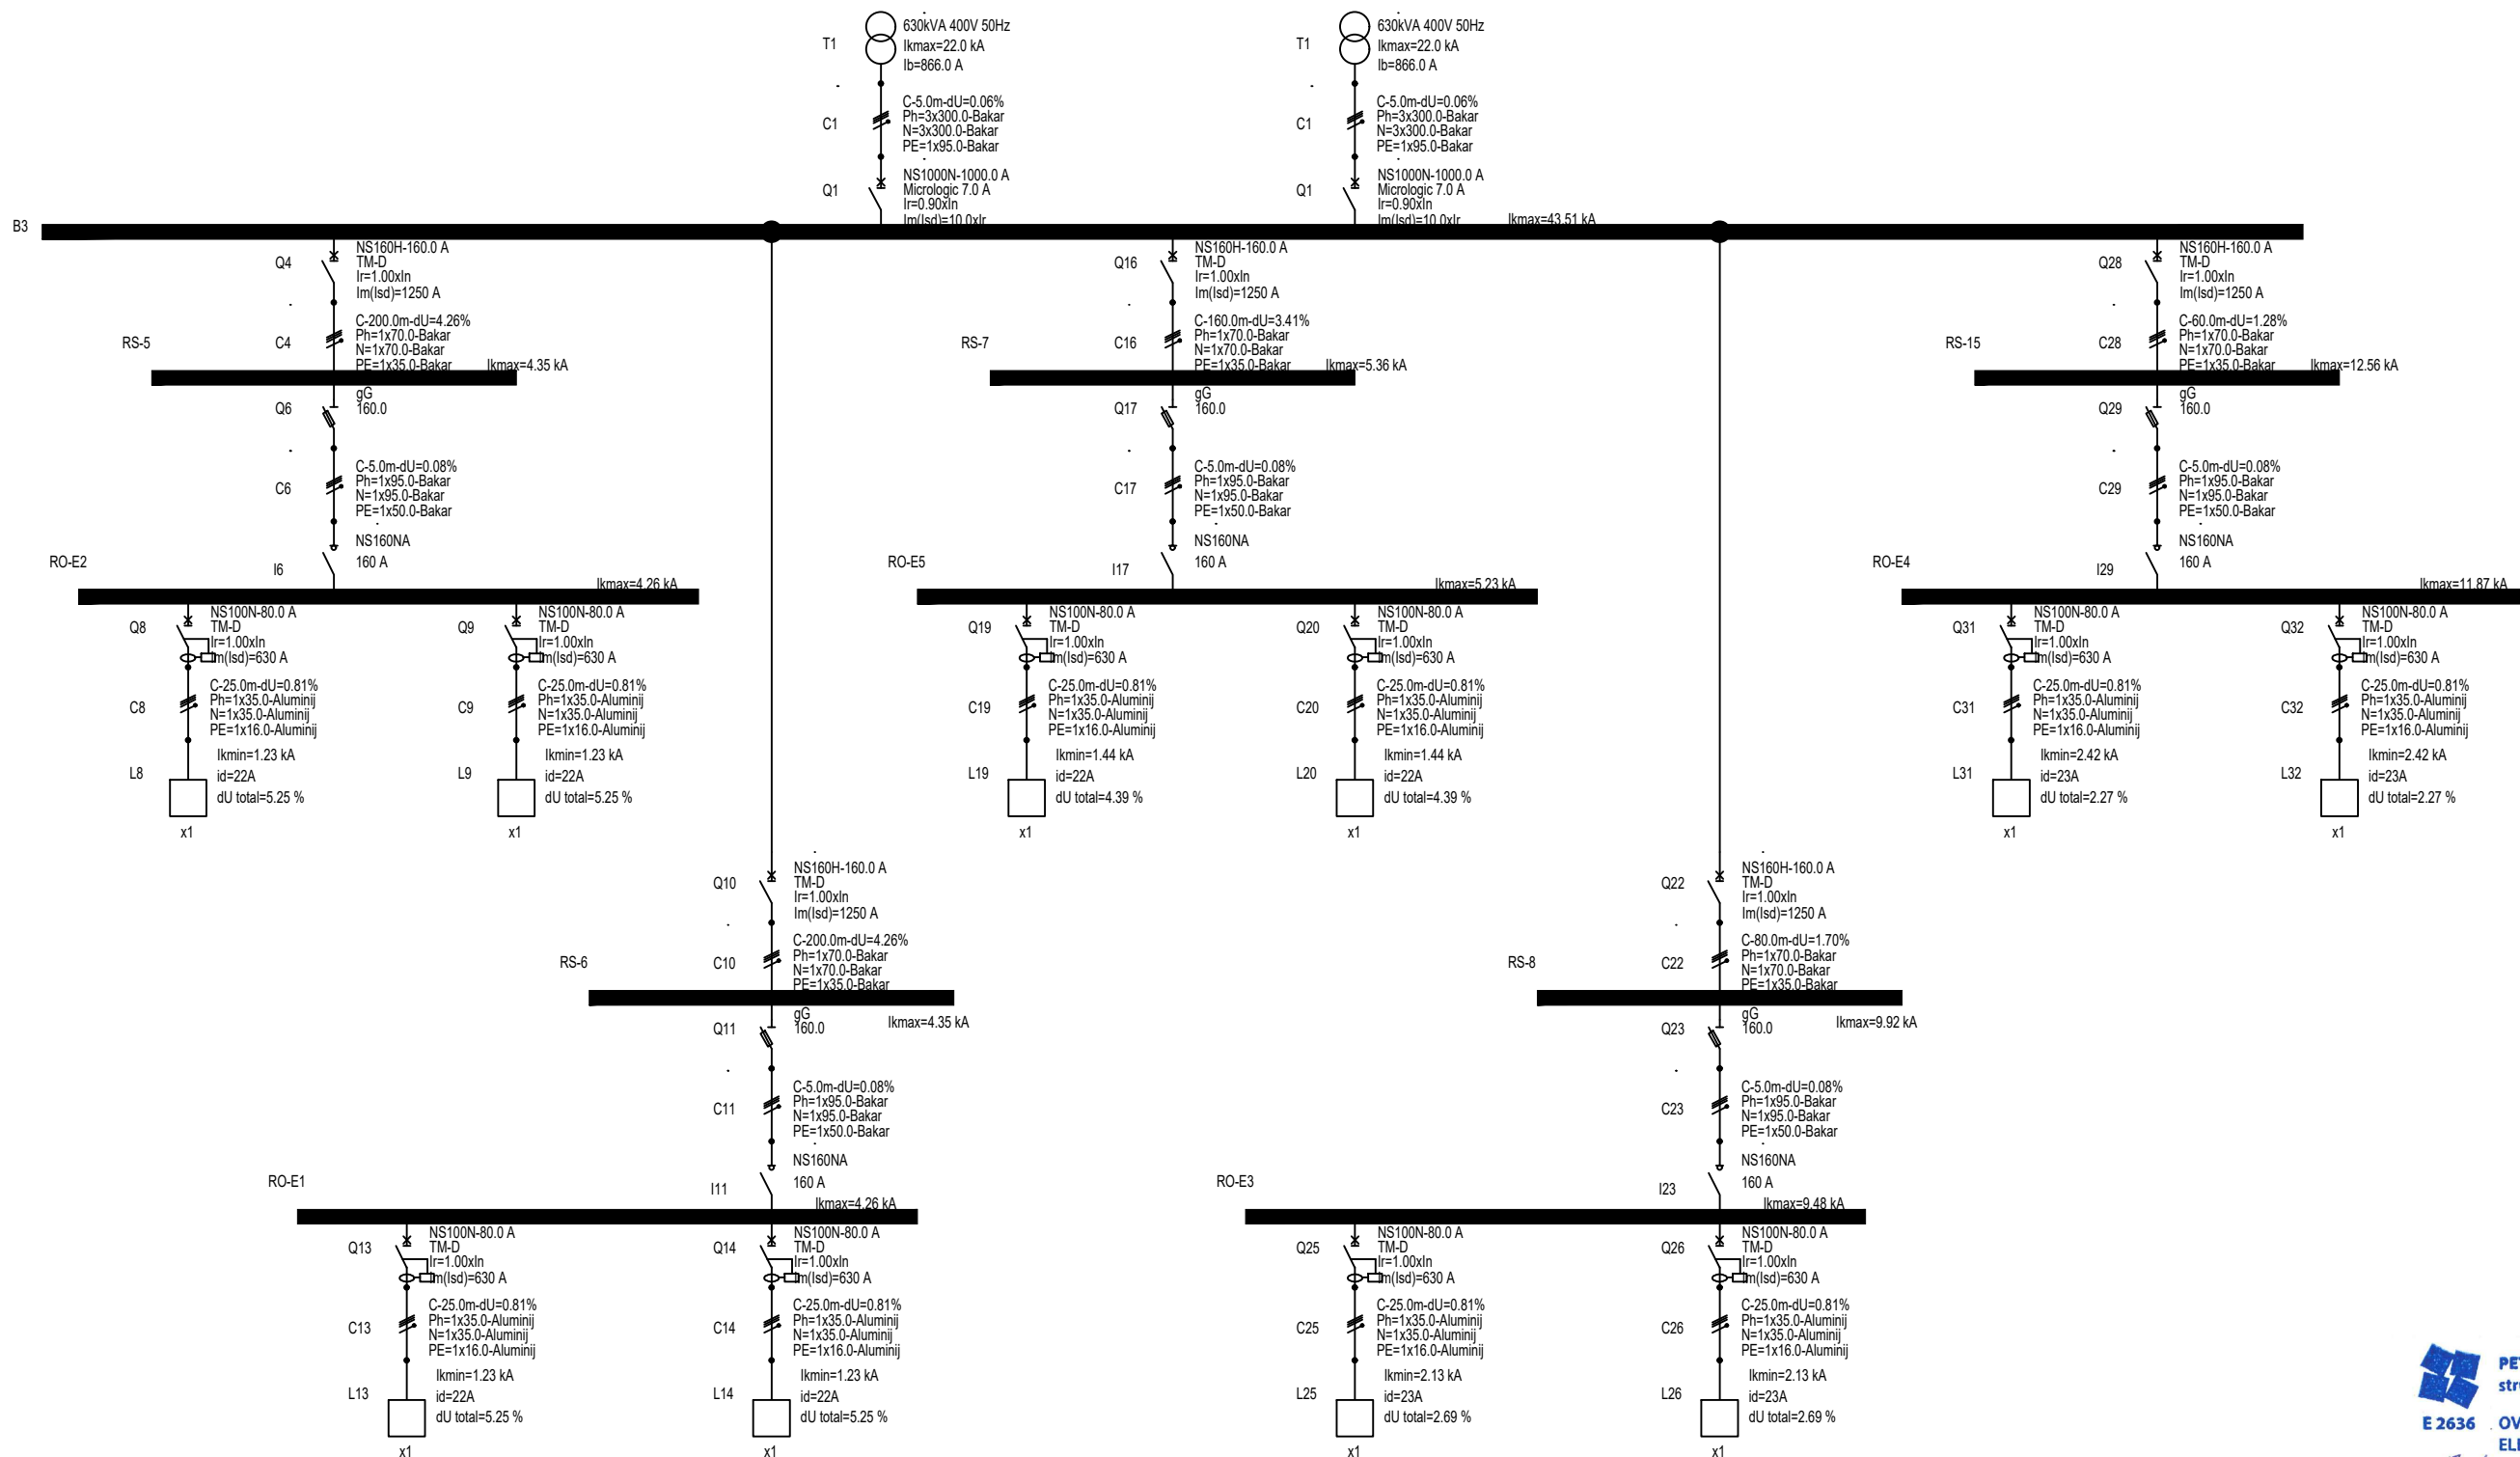 T1
630kVA 400V 50Hz
Ikmax=22.0 kA
Ib=866.0 A
C1
C-5.0m-dU=0.06%
Ph=3x300.0-Bakar
N=3x300.0-Bakar
PE=1x95.0-Bakar
Q1
NS1000N-1000.0 A
Micrologic 7.0 A
Ir=0.90xIn
Im(Isd)=10.0xIr
T1
630kVA 400V 50Hz
Ikmax=22.0 kA
Ib=866.0 A
C1
C-5.0m-dU=0.06%
Ph=3x300.0-Bakar
N=3x300.0-Bakar
PE=1x95.0-Bakar
Q1
NS1000N-1000.0 A
Micrologic 7.0 A
Ir=0.90xIn
Im(Isd)=10.0xIr
Ikmax=43.51 kA
B3
Q4
NS160H-160.0 A
TM-D
Ir=1.00xIn
Im(Isd)=1250 A
RS-5
C4
C-200.0m-dU=4.26%
Ph=1x70.0-Bakar
N=1x70.0-Bakar
PE=1x35.0-Bakar
Ikmax=4.35 kA
Q6
gG
160.0
C6
C-5.0m-dU=0.08%
Ph=1x95.0-Bakar
N=1x95.0-Bakar
PE=1x50.0-Bakar
RO-E2
I6
NS160NA
160 A
Ikmax=4.26 kA
Q8
NS100N-80.0 A
TM-D
Ir=1.00xIn
Im(Isd)=630 A
C8
C-25.0m-dU=0.81%
Ph=1x35.0-Aluminij
N=1x35.0-Aluminij
PE=1x16.0-Aluminij
L8
Ikmin=1.23 kA
id=22A
dU total=5.25 %
x1
Q9
NS100N-80.0 A
TM-D
Ir=1.00xIn
Im(Isd)=630 A
C9
C-25.0m-dU=0.81%
Ph=1x35.0-Aluminij
N=1x35.0-Aluminij
PE=1x16.0-Aluminij
L9
Ikmin=1.23 kA
id=22A
dU total=5.25 %
x1
Q16
NS160H-160.0 A
TM-D
Ir=1.00xIn
Im(Isd)=1250 A
RS-7
C16
C-160.0m-dU=3.41%
Ph=1x70.0-Bakar
N=1x70.0-Bakar
PE=1x35.0-Bakar
Ikmax=5.36 kA
Q17
gG
160.0
C17
C-5.0m-dU=0.08%
Ph=1x95.0-Bakar
N=1x95.0-Bakar
PE=1x50.0-Bakar
RO-E5
I17
NS160NA
160 A
Ikmax=5.23 kA
Q19
NS100N-80.0 A
TM-D
Ir=1.00xIn
Im(Isd)=630 A
C19
C-25.0m-dU=0.81%
Ph=1x35.0-Aluminij
N=1x35.0-Aluminij
PE=1x16.0-Aluminij
L19
Ikmin=1.44 kA
id=22A
dU total=4.39 %
x1
Q20
NS100N-80.0 A
TM-D
Ir=1.00xIn
Im(Isd)=630 A
C20
C-25.0m-dU=0.81%
Ph=1x35.0-Aluminij
N=1x35.0-Aluminij
PE=1x16.0-Aluminij
L20
Ikmin=1.44 kA
id=22A
dU total=4.39 %
x1
Q28
NS160H-160.0 A
TM-D
Ir=1.00xIn
Im(Isd)=1250 A
RS-15
C28
C-60.0m-dU=1.28%
Ph=1x70.0-Bakar
N=1x70.0-Bakar
PE=1x35.0-Bakar
Ikmax=12.56 kA
Q29
gG
160.0
C29
C-5.0m-dU=0.08%
Ph=1x95.0-Bakar
N=1x95.0-Bakar
PE=1x50.0-Bakar
RO-E4
I29
NS160NA
160 A
Ikmax=11.87 kA
Q31
NS100N-80.0 A
TM-D
Ir=1.00xIn
Im(Isd)=630 A
C31
C-25.0m-dU=0.81%
Ph=1x35.0-Aluminij
N=1x35.0-Aluminij
PE=1x16.0-Aluminij
L31
Ikmin=2.42 kA
id=23A
dU total=2.27 %
x1
Q32
NS100N-80.0 A
TM-D
Ir=1.00xIn
Im(Isd)=630 A
C32
C-25.0m-dU=0.81%
Ph=1x35.0-Aluminij
N=1x35.0-Aluminij
PE=1x16.0-Aluminij
L32
Ikmin=2.42 kA
id=23A
dU total=2.27 %
x1
Q10
NS160H-160.0 A
TM-D
Ir=1.00xIn
Im(Isd)=1250 A
RS-6
C10
C-200.0m-dU=4.26%
Ph=1x70.0-Bakar
N=1x70.0-Bakar
PE=1x35.0-Bakar
Ikmax=4.35 kA
Q11
gG
160.0
C11
C-5.0m-dU=0.08%
Ph=1x95.0-Bakar
N=1x95.0-Bakar
PE=1x50.0-Bakar
RO-E1
I11
NS160NA
160 A
Ikmax=4.26 kA
Q13
NS100N-80.0 A
TM-D
Ir=1.00xIn
Im(Isd)=630 A
C13
C-25.0m-dU=0.81%
Ph=1x35.0-Aluminij
N=1x35.0-Aluminij
PE=1x16.0-Aluminij
L13
Ikmin=1.23 kA
id=22A
dU total=5.25 %
x1
Q14
NS100N-80.0 A
TM-D
Ir=1.00xIn
Im(Isd)=630 A
C14
C-25.0m-dU=0.81%
Ph=1x35.0-Aluminij
N=1x35.0-Aluminij
PE=1x16.0-Aluminij
L14
Ikmin=1.23 kA
id=22A
dU total=5.25 %
x1
Q22
NS160H-160.0 A
TM-D
Ir=1.00xIn
Im(Isd)=1250 A
RS-8
C22
C-80.0m-dU=1.70%
Ph=1x70.0-Bakar
N=1x70.0-Bakar
PE=1x35.0-Bakar
Ikmax=9.92 kA
Q23
gG
160.0
C23
C-5.0m-dU=0.08%
Ph=1x95.0-Bakar
N=1x95.0-Bakar
PE=1x50.0-Bakar
RO-E3
I23
NS160NA
160 A
Ikmax=9.48 kA
Q25
NS100N-80.0 A
TM-D
Ir=1.00xIn
Im(Isd)=630 A
C25
C-25.0m-dU=0.81%
Ph=1x35.0-Aluminij
N=1x35.0-Aluminij
PE=1x16.0-Aluminij
L25
Ikmin=2.13 kA
id=23A
dU total=2.69 %
x1
Q26
NS100N-80.0 A
TM-D
Ir=1.00xIn
Im(Isd)=630 A
C26
C-25.0m-dU=0.81%
Ph=1x35.0-Aluminij
N=1x35.0-Aluminij
PE=1x16.0-Aluminij
L26
Ikmin=2.13 kA
id=23A
dU total=2.69 %
x1
E 2636